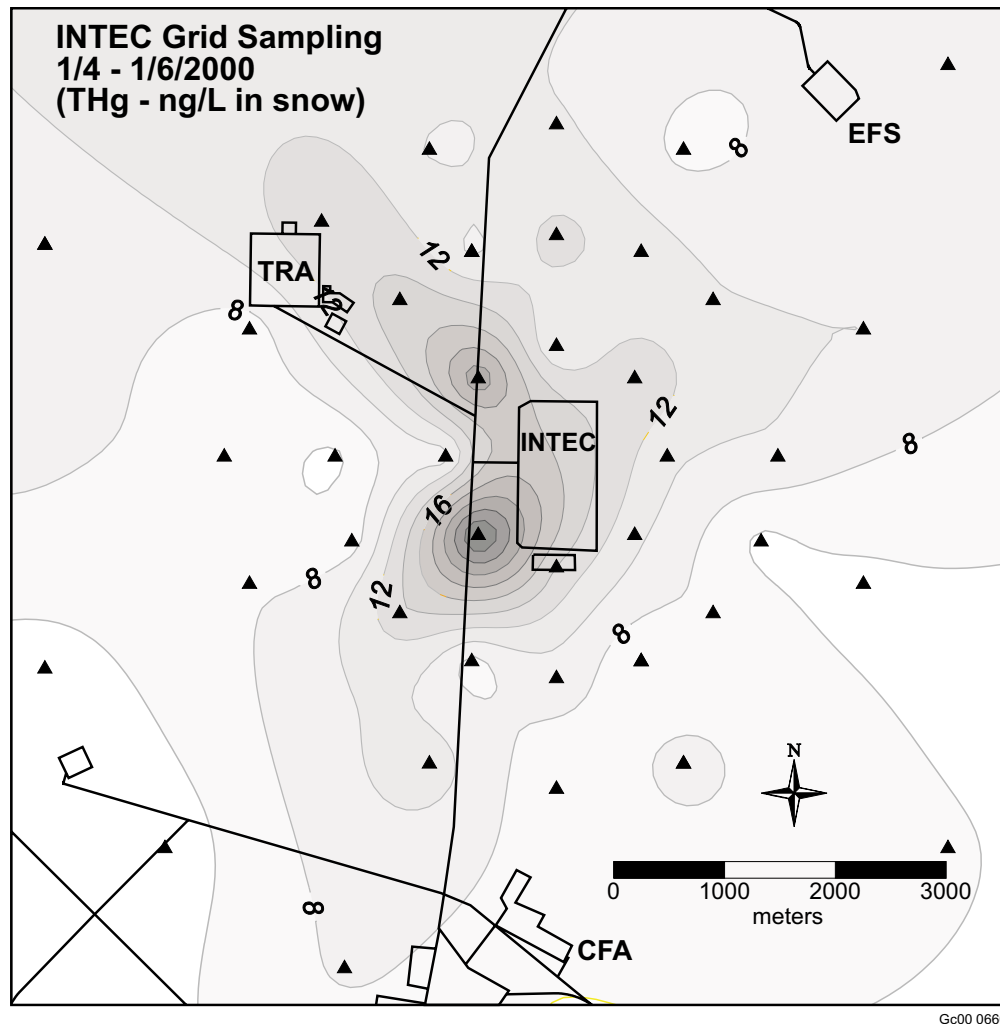 INTEC Grid Sampling
1/4 - 1/6/2000
(THg - ng/L in snow)
EFS
8
12
TRA
12
8
12
INTEC
8
16
8
12
8
N
0 1000 2000 3000
meters
8
CFA
Gc00 066